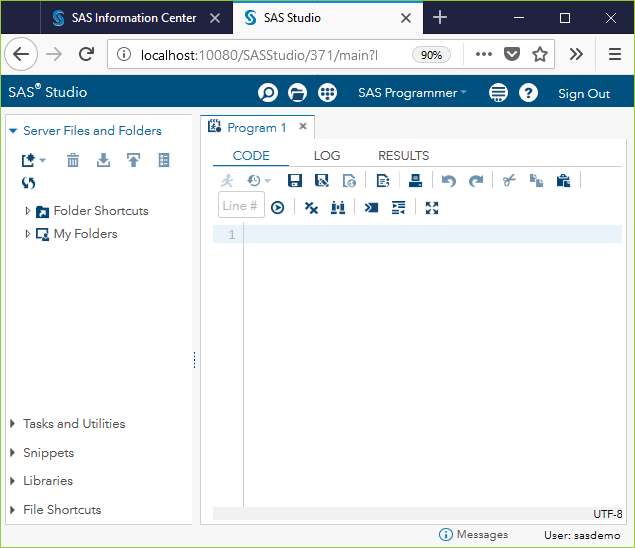 SAS Information Center
SAS Studio
localhost:10080/SASStudio/371/main?l
90%
SAS® Studio
SAS Programmer
Sign Out
Server Files and Folders
Folder Shortcuts
My Folders
Tasks and Utilities
Snippets
Libraries
File Shortcuts
Program 1
CODE LOG RESULTS
Line #
1
UTF-8
Messages
User: sasdemo